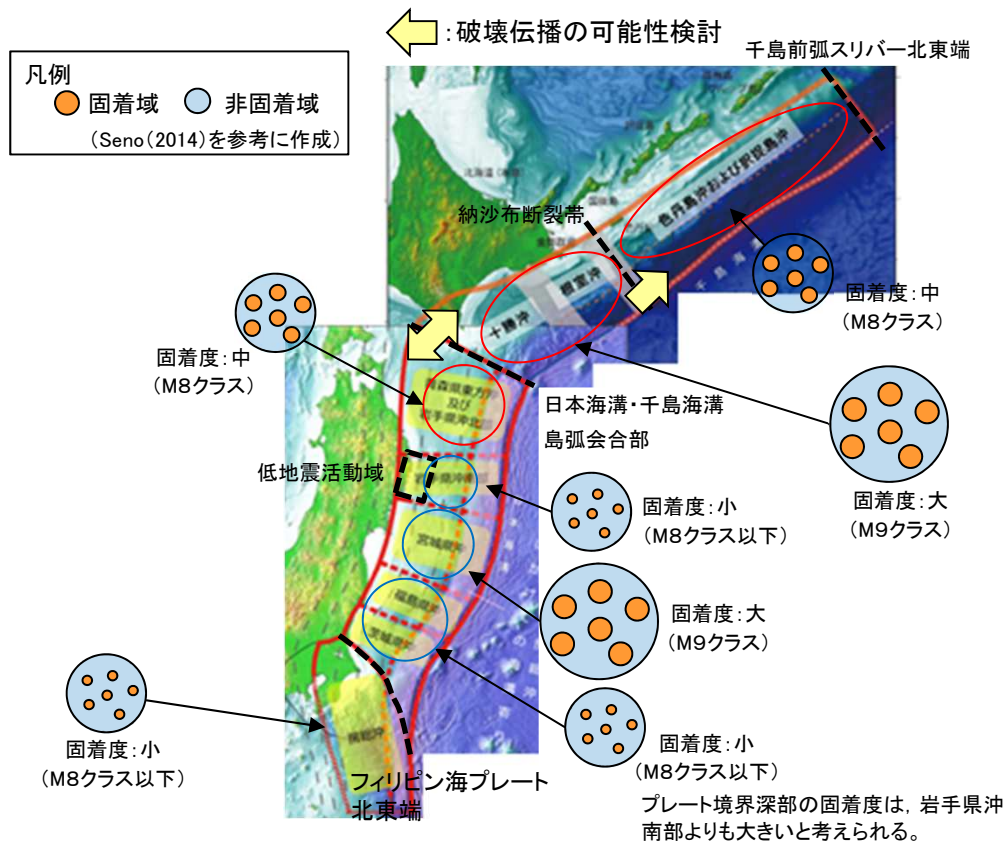 :破壊伝播の可能性検討
千島前弧スリバー北東端
凡例
固着域
非固着域
(Seno(2014)を参考に作成)
色丹島沖および択捉島沖
納沙布断裂帯
根室沖
十勝沖
固着度:中
(M8クラス)
固着度:中
(M8クラス)
青森県東方沖
及び
岩手県沖北部
日本海溝・千島海溝
島弧会合部
固着度:大
(M9クラス)
低地震活動域
岩手県沖南部
固着度:小
(M8クラス以下)
宮城県沖
固着度:大
(M9クラス)
福島県沖
茨城県沖
固着度:小
(M8クラス以下)
房総沖
固着度:小
(M8クラス以下)
フィリピン海プレート
北東端
プレート境界深部の固着度は,岩手県沖
南部よりも大きいと考えられる。